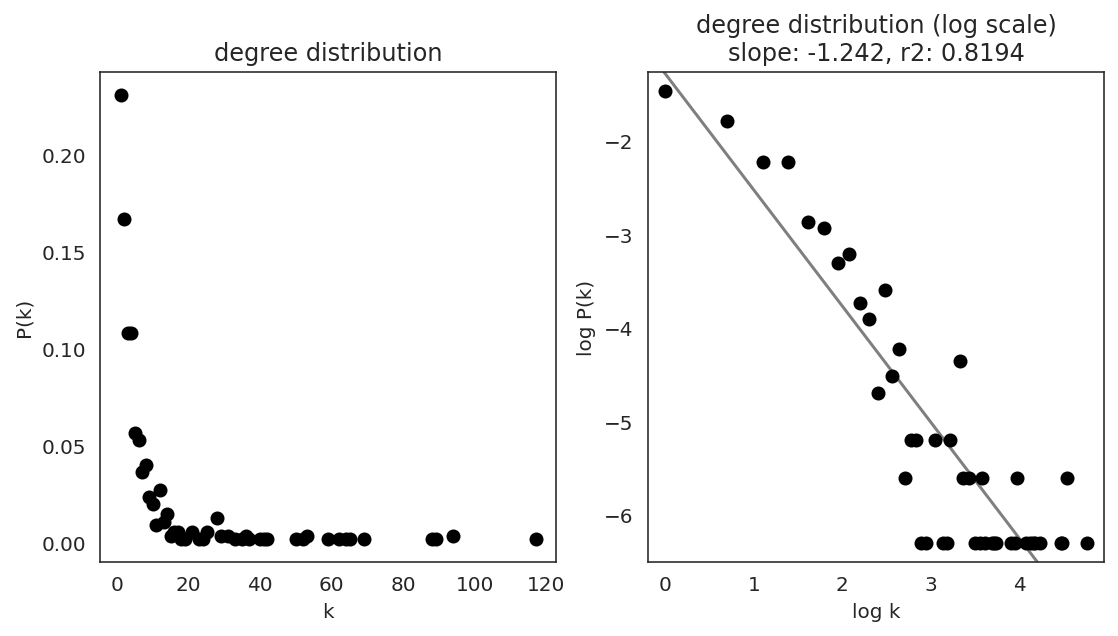 degree distribution
0.20
0.15
0.10
0.05
0.00
P(k)
0 20 40 60 80 100 120
k
degree distribution (log scale)
slope: -1.242, r2: 0.8194
−2
−3
−4
−5
−6
log P(k)
0 1 2 3 4
log k